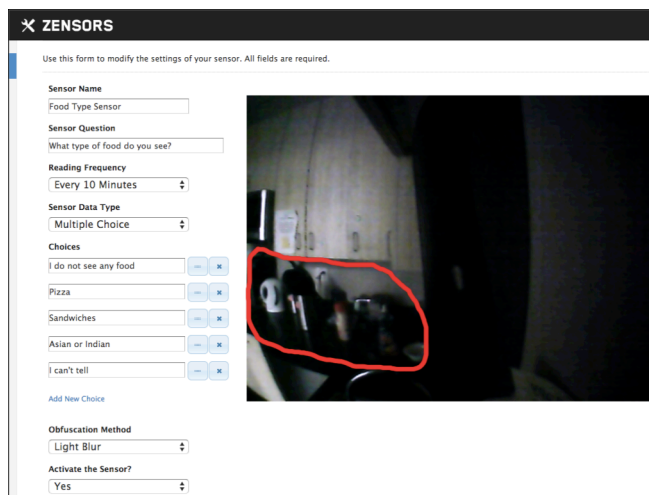 ZENSORS
Use this form to modify the settings of your sensor. All fields are required.
Sensor Name
Food Type Sensor
Sensor Question
What type of food do you see?
Reading Frequency
Every 10 Minutes
Sensor Data Type
Multiple Choice
Choices
I do not see any food
Pizza
Sandwiches
Asian or Indian
I can't tell
Add New Choice
Obfuscation Method
Light Blur
Activate the Sensor?
Yes